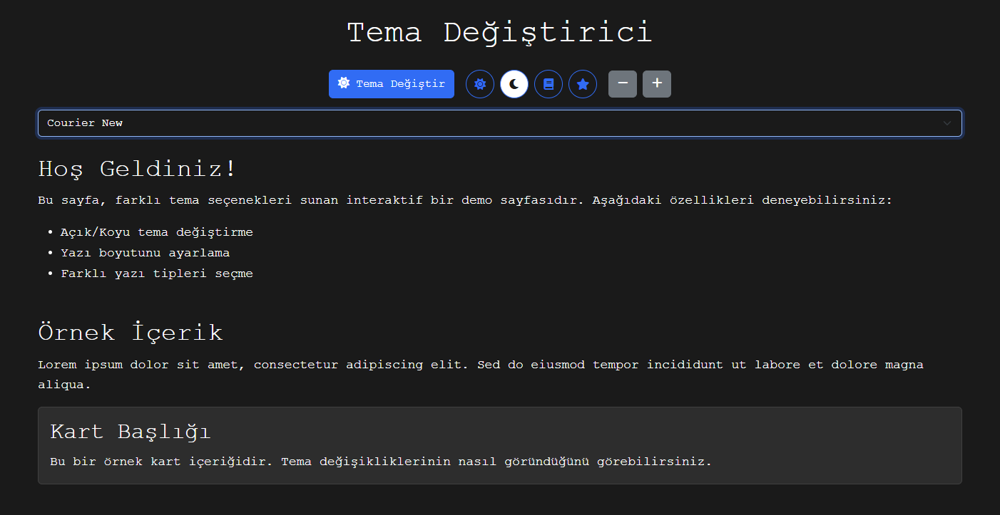 Tema Değiştirici
Tema Değiştir
− +
Courier New
Hoş Geldiniz!
Bu sayfa, farklı tema seçenekleri sunan interaktif bir demo sayfasıdır. Aşağıdaki özellikleri deneyebilirsiniz:
• Açık/Koyu tema değiştirme
• Yazı boyutunu ayarlama
• Farklı yazı tipleri seçme
Örnek İçerik
Lorem ipsum dolor sit amet, consectetur adipiscing elit. Sed do eiusmod tempor incididunt ut labore et dolore magna
aliqua.
Kart Başlığı
Bu bir örnek kart içeriğidir. Tema değişikliklerinin nasıl göründüğünü görebilirsiniz.